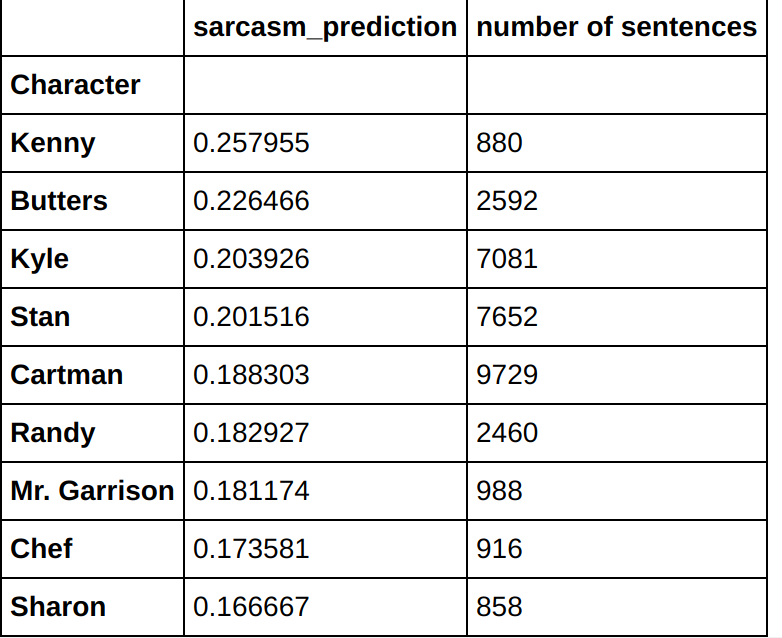 sarcasm_prediction number of sentences
Character
Kenny 0.257955 880
Butters 0.226466 2592
Kyle 0.203926 7081
Stan 0.201516 7652
Cartman 0.188303 9729
Randy 0.182927 2460
Mr. Garrison 0.181174 988
Chef 0.173581 916
Sharon 0.166667 858